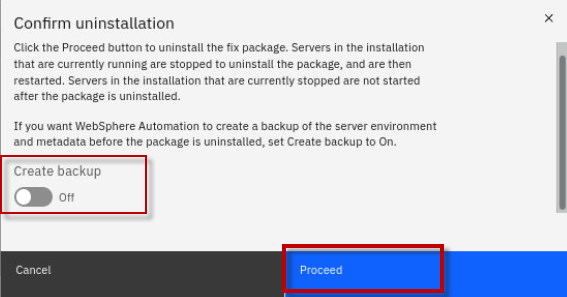 Confirm uninstallation
Click the Proceed button to uninstall the fix package. Servers in the installation
that are currently running are stopped to uninstall the package, and are then
restarted. Servers in the installation that are currently stopped are not started
after the package is uninstalled.
If you want WebSphere Automation to create a backup of the server environment
and metadata before the package is uninstalled, set Create backup to On.
Create backup
Off
Cancel
Proceed